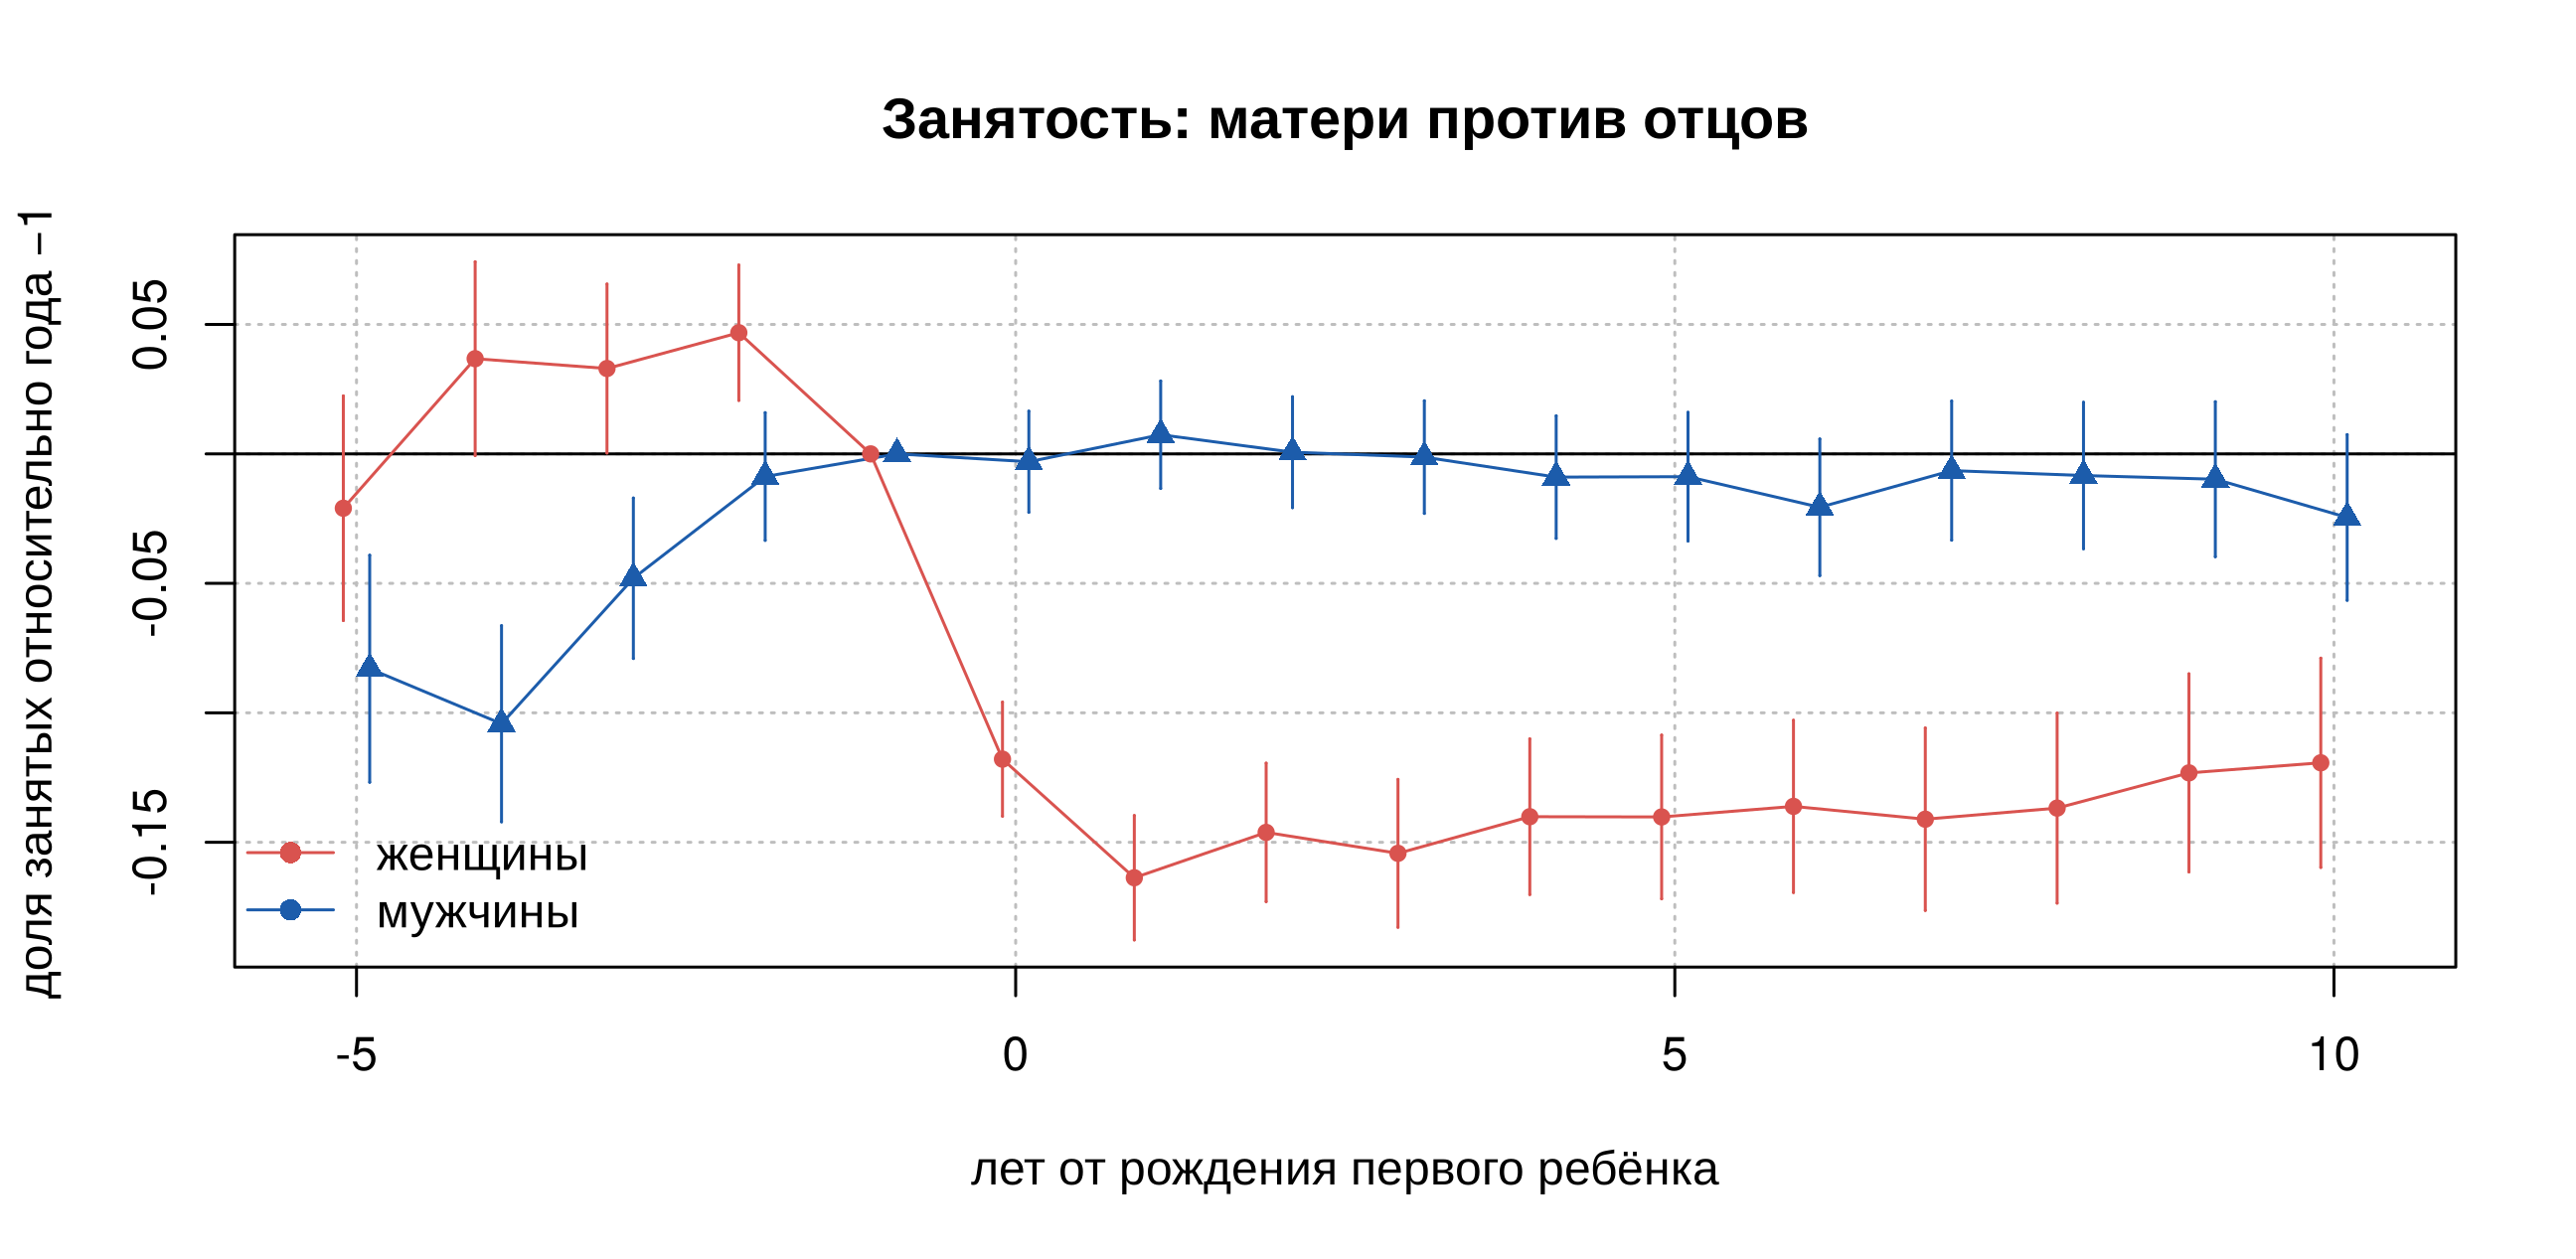 Занятость: матери против отцов
доля занятых относительно года −1
0.05
-0.05
-0.15
женщины
мужчины
-5
0
5
10
лет от рождения первого ребёнка